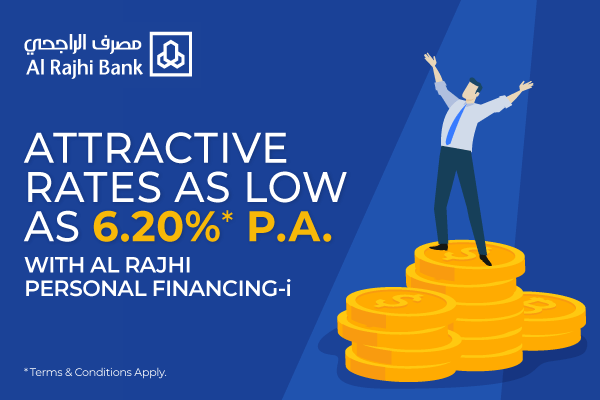 مصرف الراجحي
Al Rajhi Bank
ATTRACTIVE
RATES AS LOW
AS 6.20%* P.A.
WITH AL RAJHI
PERSONAL FINANCING-i
*Terms & Conditions Apply.